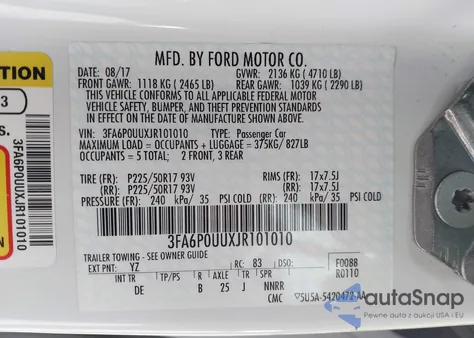 TION
3
s.
3FA6P0UUXJR101010
MFD. BY FORD MOTOR CO.
DATE: 08/17 GVWR: 2136 KG (4710 LB)
FRONT GAWR: 1118 KG (2465 LB) REAR GAWR: 1039 KG (2290 LB)
THIS VEHICLE CONFORMS TO ALL APPLICABLE FEDERAL MOTOR
VEHICLE SAFETY, BUMPER, AND THEFT PREVENTION STANDARDS
IN EFFECT ON THE DATE OF MANUFACTURE SHOWN ABOVE.
VIN: 3FA6P0UUXJR101010 TYPE: Passenger Car
MAXIMUM LOAD = OCCUPANTS + LUGGAGE = 375KG/ 827LB
OCCUPANTS = 5 TOTAL; 2 FRONT, 3 REAR
TIRE (FR): P225/50R17 93V RIMS (FR): 17x7.5J
(RR): P225/50R17 93V (RR): 17x7.5J
PRESSURE (FR): 240 kPa/ 35 PSI COLD (RR): 240 kPa/ 35 PSI COLD
3FA6P0UUXJR101010
TRAILER TOWING – SEE OWNER GUIDE
EXT PNT: YZ RC: 83 DSO: F0088
R0110
INT TR TP/PS R AXLE TR SPR
DE B 25 J NNRR
CMC
autaSnap
Pewne auta z aukcji USA i EU